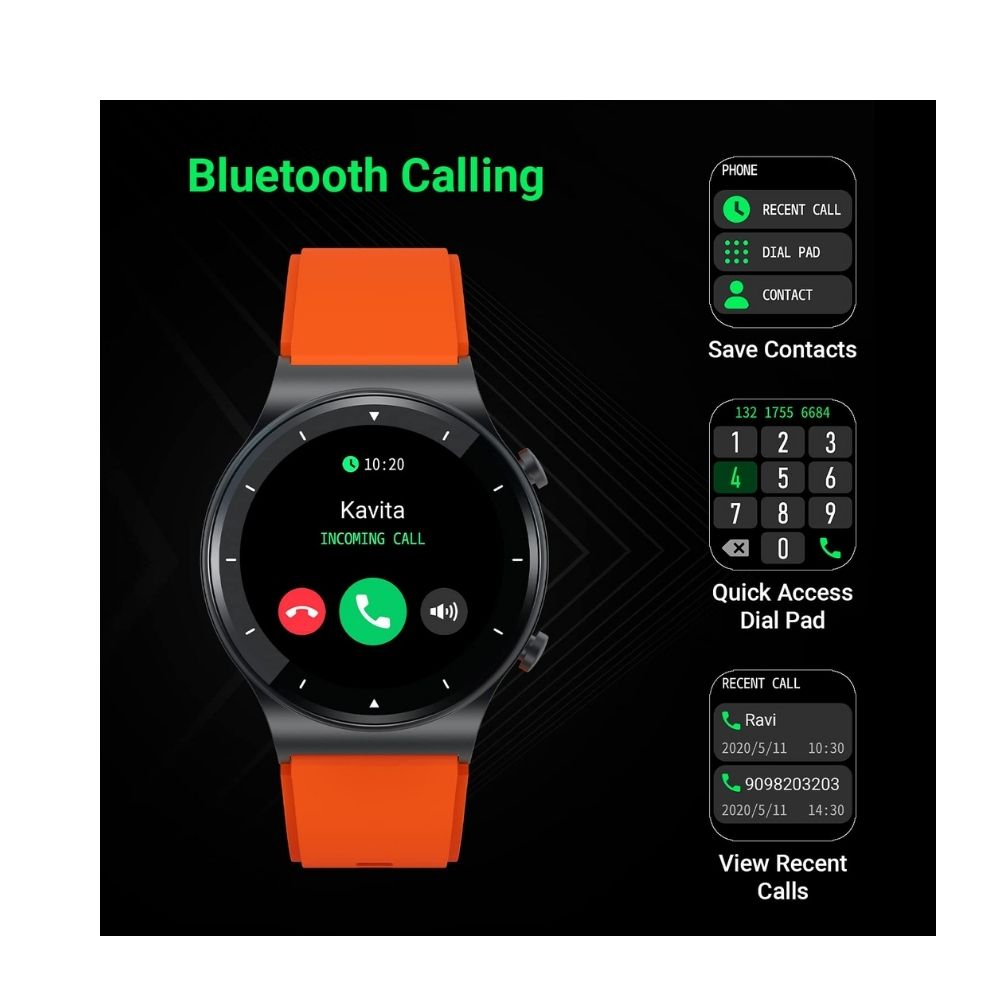 Bluetooth Calling
10:20
Kavita
INCOMING CALL
PHONE
RECENT CALL
DIAL PAD
CONTACT
Save Contacts
132 1755 6684
1 2 3
4 5 6
7 8 9
0
Quick Access
Dial Pad
RECENT CALL
Ravi
2020/5/11 10:30
9098203203
2020/5/11 14:30
View Recent
Calls